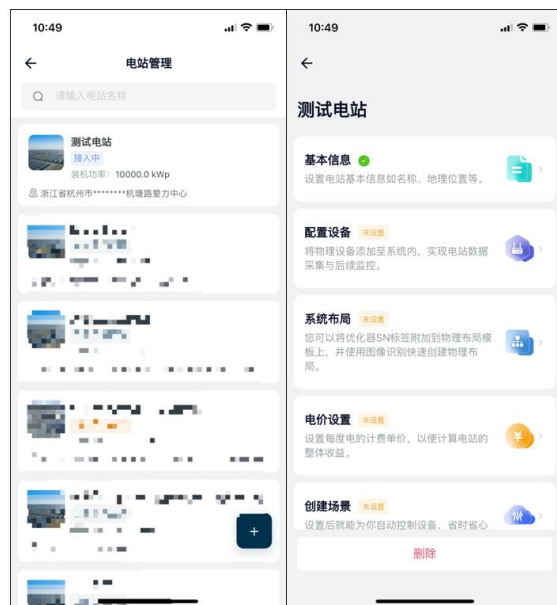 10:49
电站管理
请输入电站名称
测试电站
接入中
装机功率： 10000.0 kWp
浙江省杭州市********杭塘路爱力中心
10:49
测试电站
基本信息
设置电站基本信息如名称、地理位置等。
配置设备 未设置
将物理设备添加至系统内，实现电站数据
采集与后续监控。
系统布局 未设置
您可以将优化器SN标签附加到物理布局模
板上，并使用图像识别快速创建物理布
局。
电价设置 未设置
设置每度电的计费单价，以便计算电站的
整体收益。
创建场景 未设置
设置后就能为你自动控制设备、省时省心
删除